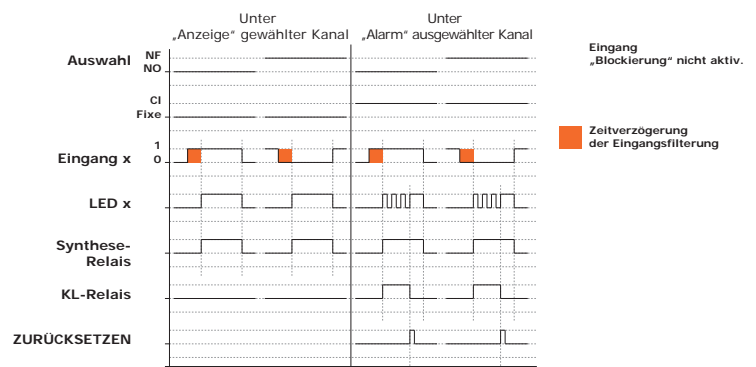 Unter
„Anzeige“ gewählter Kanal
Unter
„Alarm“ ausgewählter Kanal
Eingang
„Blockierung“ nicht aktiv.
Auswahl
NF
NO
CI
Fixe
Zeitverzögerung
der Eingangsfilterung
Eingang x
1
0
LED x
Synthese-
Relais
KL-Relais
ZURÜCKSETZEN